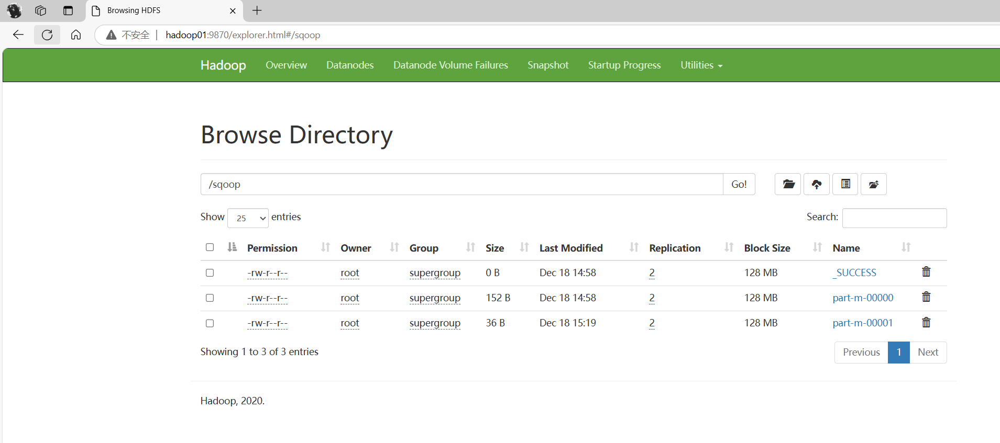 Browsing HDFS
不安全 hadoop01:9870/explorer.html#/sqoop
Hadoop Overview Datanodes Datanode Volume Failures Snapshot Startup Progress Utilities
Browse Directory
/sqoop Go!
Show 25 entries Search:
Permission Owner Group Size Last Modified Replication Block Size Name
-rw-r--r-- root supergroup 0 B Dec 18 14:58 2 128 MB _SUCCESS
-rw-r--r-- root supergroup 152 B Dec 18 14:58 2 128 MB part-m-00000
-rw-r--r-- root supergroup 36 B Dec 18 15:19 2 128 MB part-m-00001
Showing 1 to 3 of 3 entries Previous 1 Next
Hadoop, 2020.